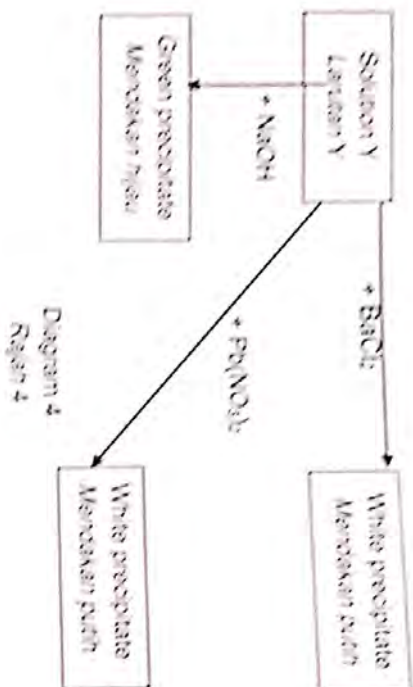 Solution Y
Larutan Y
+ BaCl₂
White precipitate
Mendakan putih
+ NaOH
+ Pb(NO₃)₂
Green precipitate
Mendakan hijau
White precipitate
Mendakan putih
Diagram 4
Rajah 4